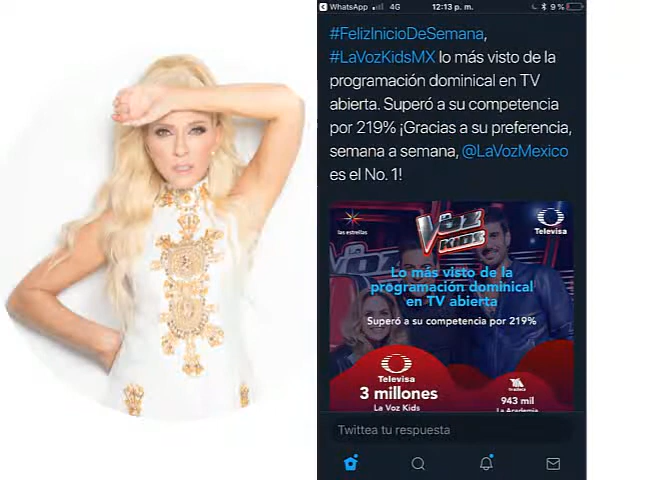 WhatsApp 4G 12:13 p. m. 9 %
#FelizInicioDeSemana,
#LaVozKidsMX lo más visto de la
programación dominical en TV
abierta. Superó a su competencia
por 219% ¡Gracias a su preferencia,
semana a semana, @LaVozMexico
es el No. 1!
las estrellas
LA VOZ KIDS
Televisa
Lo más visto de la
programación dominical
en TV abierta
Superó a su competencia por 219%
Televisa
3 millones
La Voz Kids
943 mil
La Academia
Twittea tu respuesta